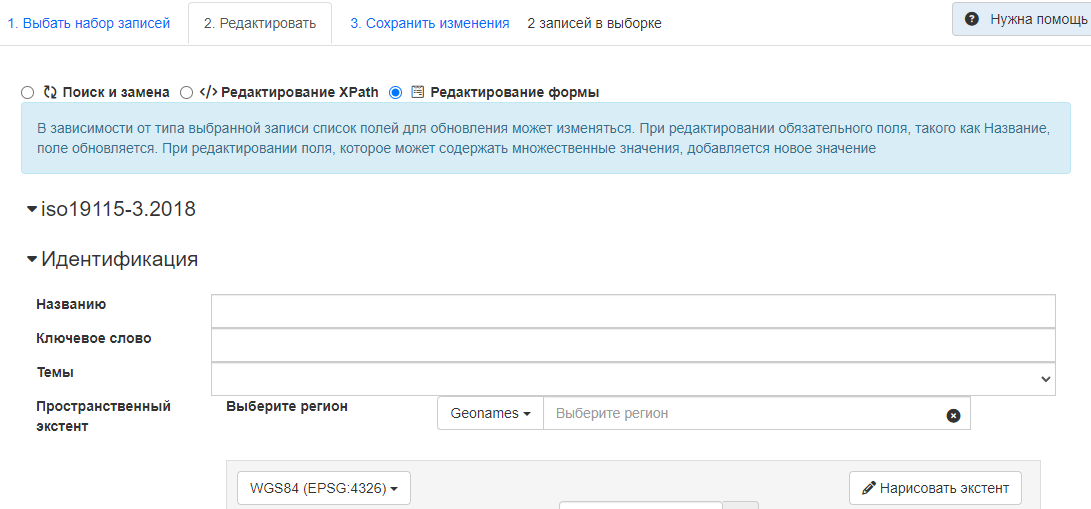 1. Выбать набор записей 2. Редактировать 3. Сохранить изменения 2 записей в выборке Нужна помощь
Поиск и замена </> Редактирование XPath Редактирование формы
В зависимости от типа выбранной записи список полей для обновления может изменяться. При редактировании обязательного поля, такого как Название,
поле обновляется. При редактировании поля, которое может содержать множественные значения, добавляется новое значение
iso19115-3.2018
Идентификация
Названию
Ключевое слово
Темы
Пространственный
экстент
Выберите регион Geonames Выберите регион
WGS84 (EPSG:4326) Нарисовать экстент